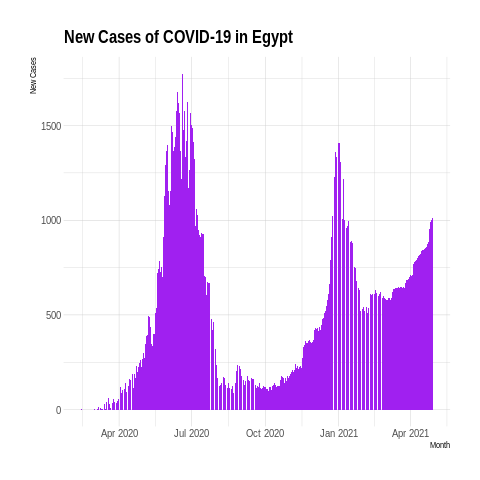 New Cases of COVID-19 in Egypt
New Cases
1500
1000
500
0
Apr 2020 Jul 2020 Oct 2020 Jan 2021 Apr 2021
Month